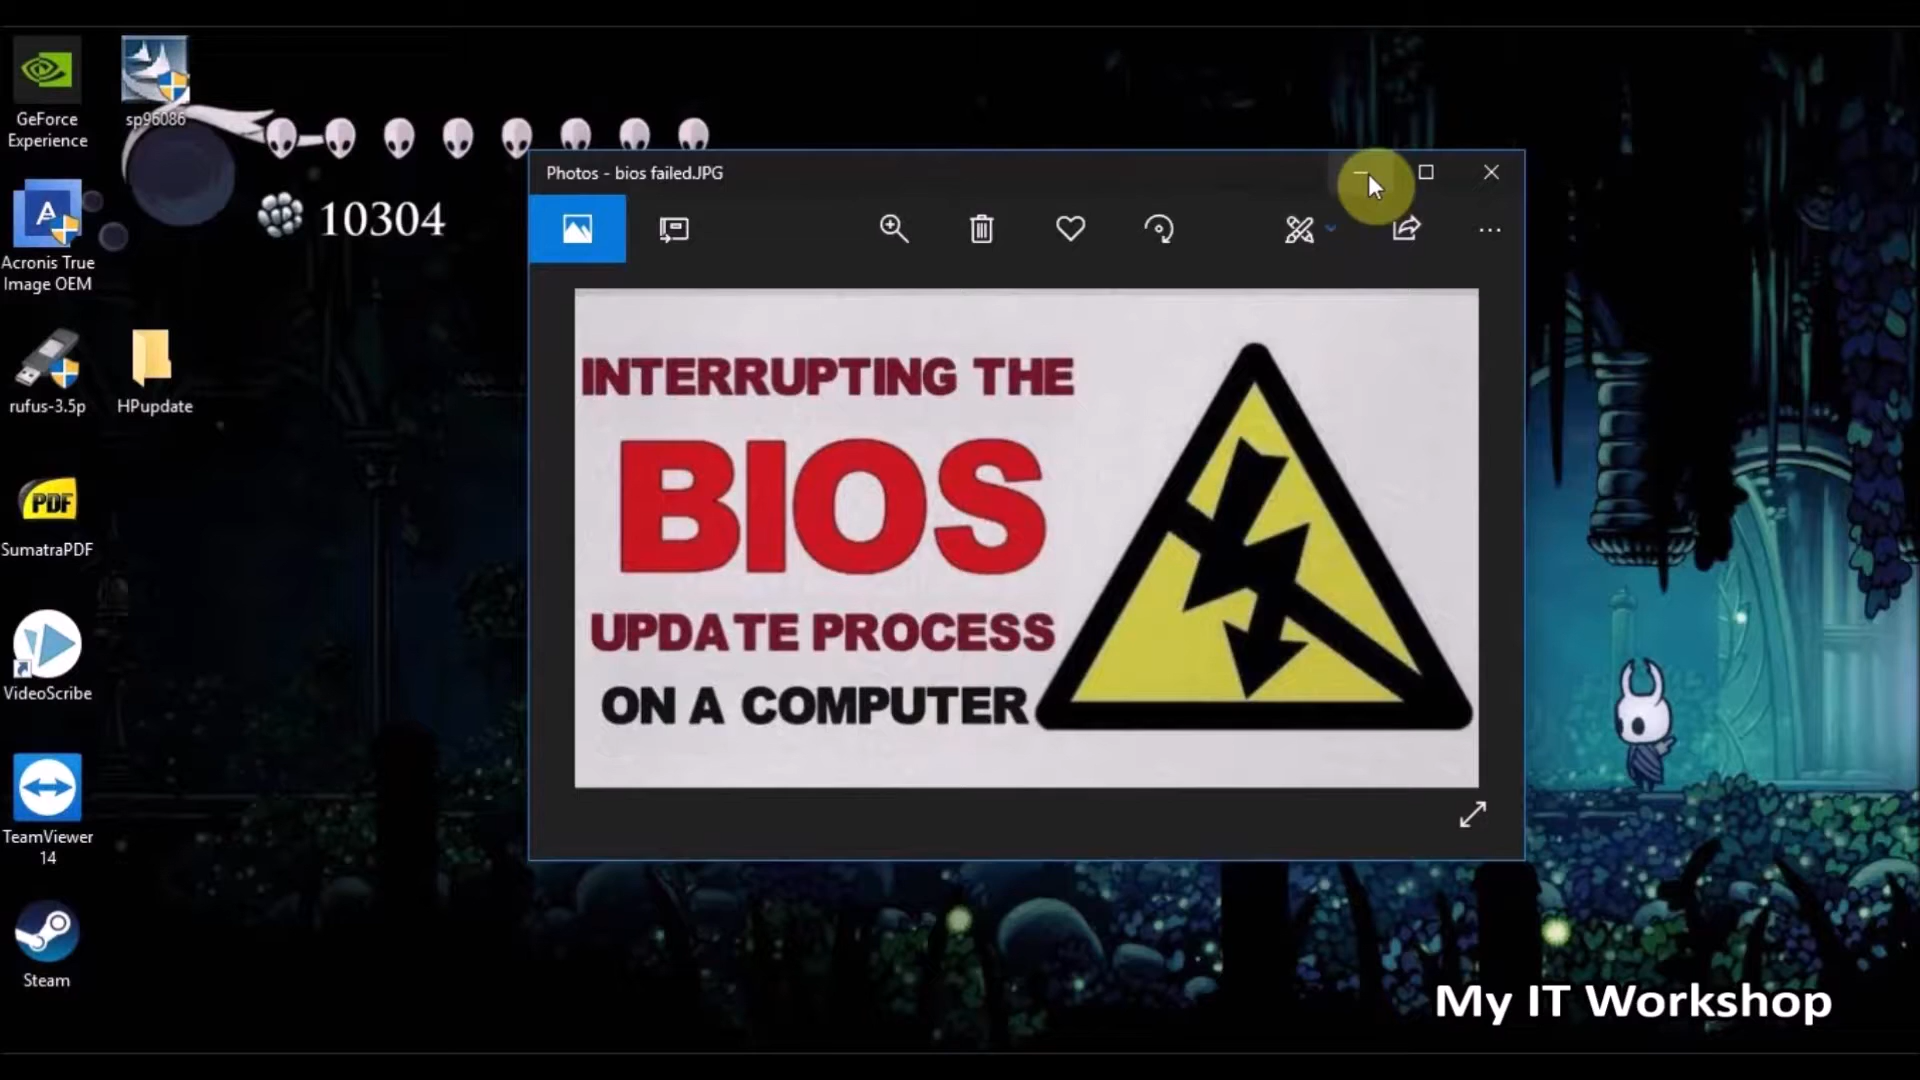 GeForce
Experience
sp96086
10304
Acronis True
Image OEM
rufus-3.5p
HPupdate
PDF
SumatraPDF
VideoScribe
TeamViewer
14
Steam
Photos - bios failed.JPG
INTERRUPTING THE
BIOS
UPDATE PROCESS
ON A COMPUTER
My IT Workshop